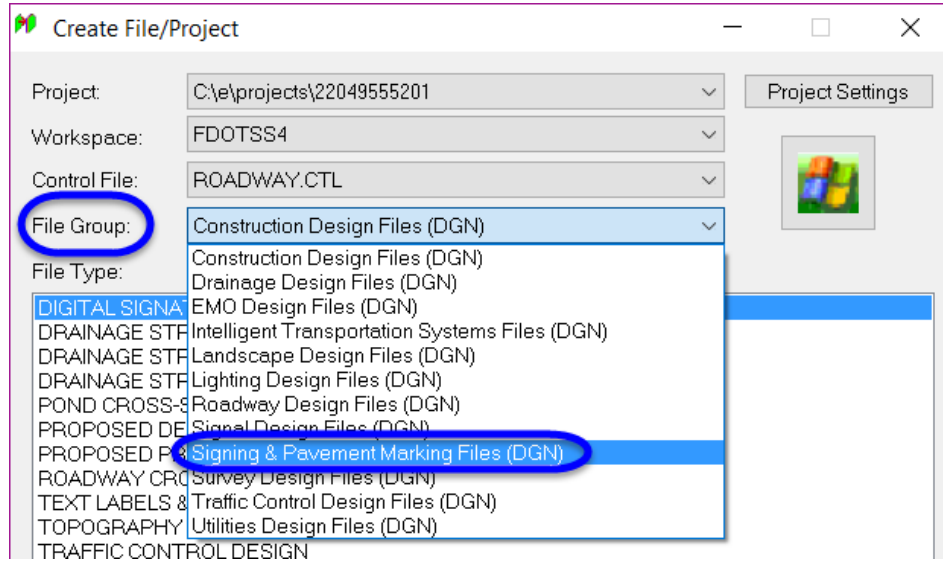 Create File/Project
Project: C:\e\projects\22049555201 Project Settings
Workspace: FDOTSS4
Control File: ROADWAY.CTL
File Group: Construction Design Files (DGN)
Construction Design Files (DGN)
File Type:
Drainage Design Files (DGN)
DIGITAL SIGNA EMO Design Files (DGN)
DRAINAGE STR Intelligent Transportation Systems Files (DGN)
DRAINAGE STR Landscape Design Files (DGN)
DRAINAGE STR Lighting Design Files (DGN)
POND CROSS-S Roadway Design Files (DGN)
PROPOSED DE Signal Design Files (DGN)
PROPOSED Signing & Pavement Marking Files (DGN)
ROADWAY CRO Survey Design Files (DGN)
TEXT LABELS & Traffic Control Design Files (DGN)
TOPOGRAPHY Utilities Design Files (DGN)
TRAFFIC CONTROL DESIGN